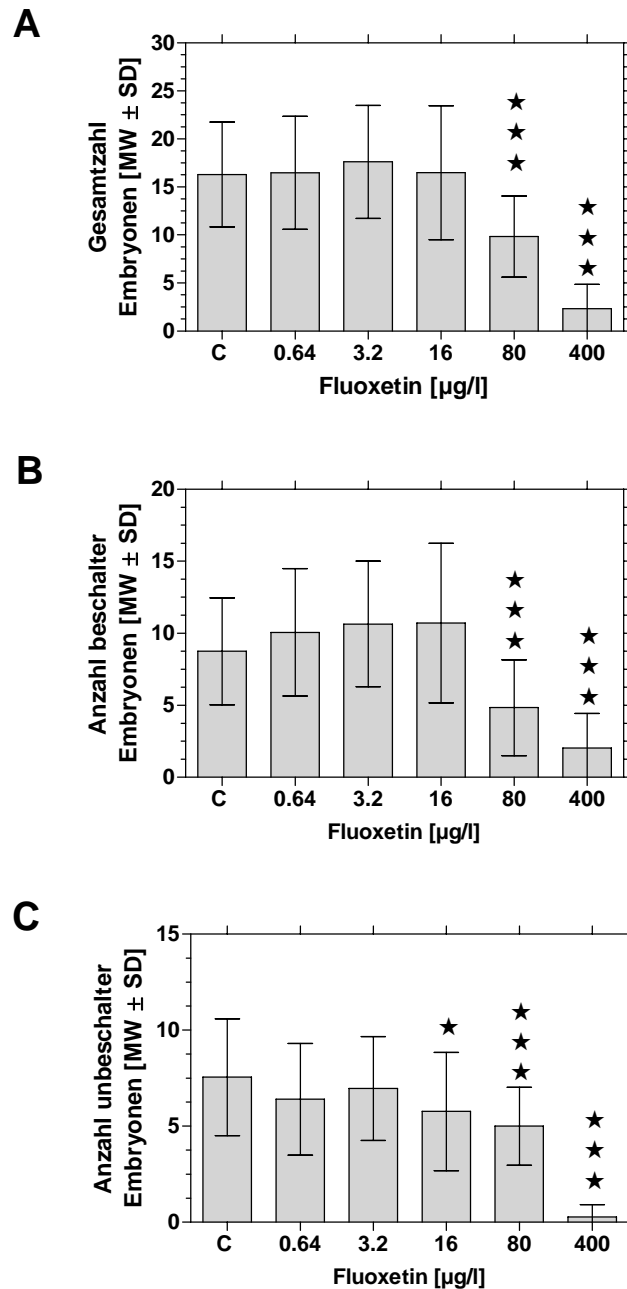 A
Gesamtzahl
Embryonen [MW ± SD]
30
25
20
15
10
5
0
★★★
★★★
C 0.64 3.2 16 80 400
Fluoxetin [µg/l]
B
Anzahl beschalter
Embryonen [MW ± SD]
20
15
10
5
0
★★★
★★★
C 0.64 3.2 16 80 400
Fluoxetin [µg/l]
C
Anzahl unbeschalter
Embryonen [MW ± SD]
15
10
5
0
★
★★★
★★★
C 0.64 3.2 16 80 400
Fluoxetin [µg/l]